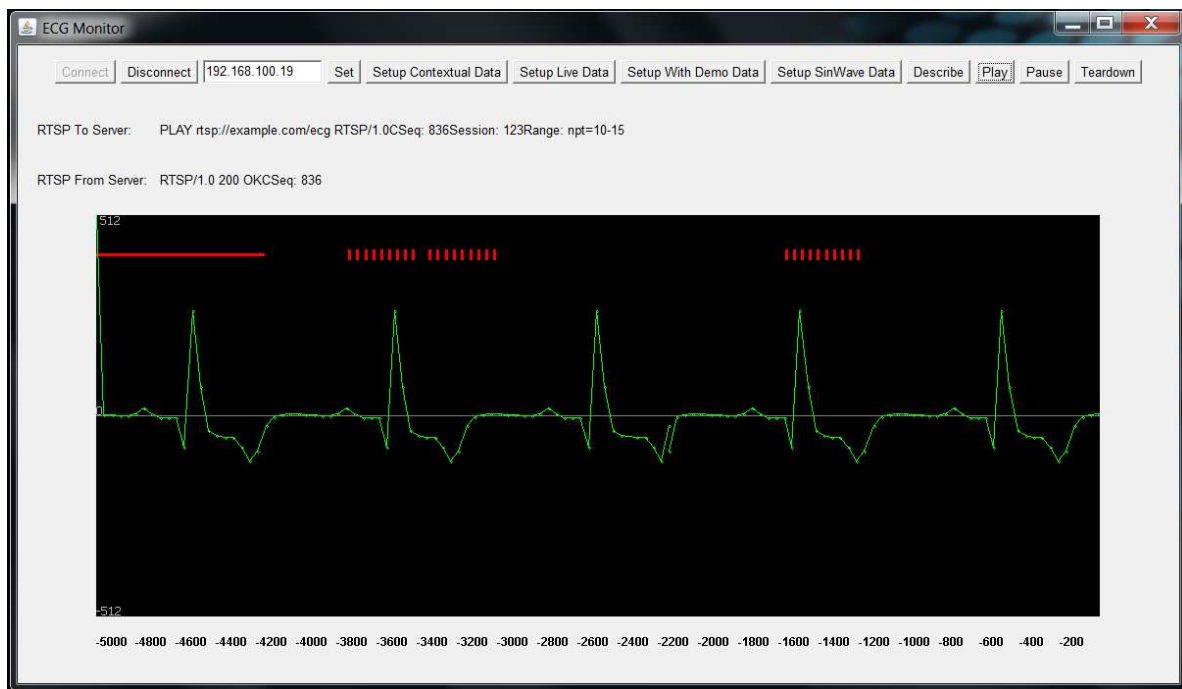 ECG Monitor
Connect Disconnect 192.168.100.19 Set Setup Contextual Data Setup Live Data Setup With Demo Data Setup SinWave Data Describe Play Pause Teardown
RTSP To Server: PLAY rtsp://example.com/ecg RTSP/1.0CSeq: 836Session: 123Range: npt=10-15
RTSP From Server: RTSP/1.0 200 OKCSeq: 836
512
0
-512
-5000 -4800 -4600 -4400 -4200 -4000 -3800 -3600 -3400 -3200 -3000 -2800 -2600 -2400 -2200 -2000 -1800 -1600 -1400 -1200 -1000 -800 -600 -400 -200